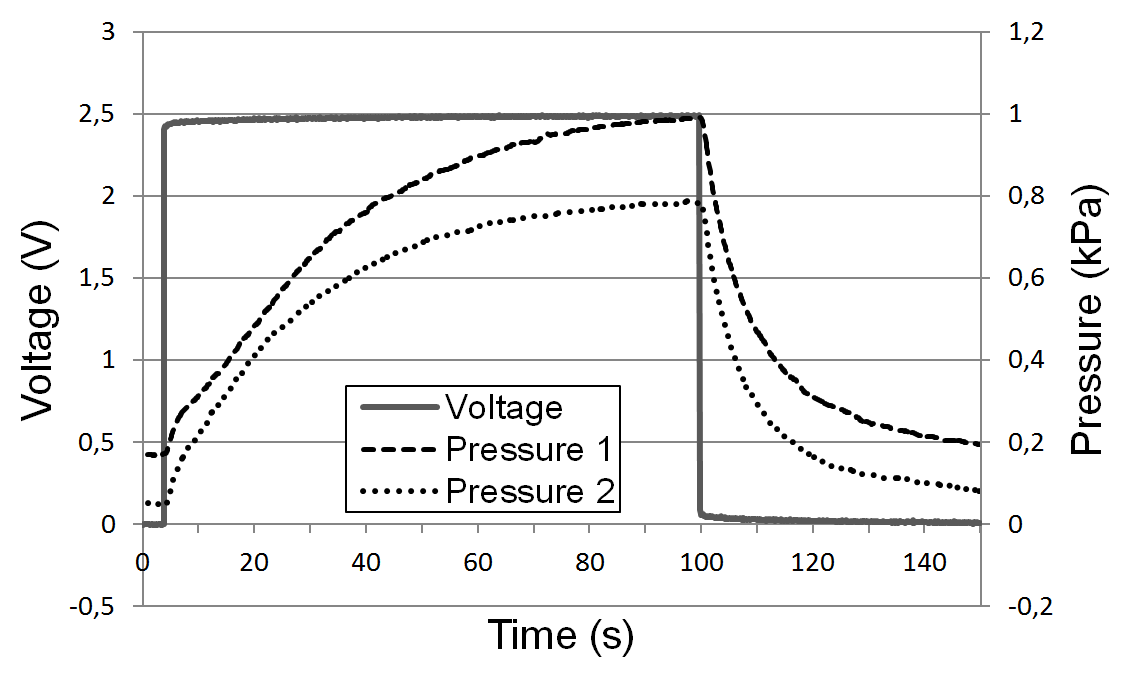 Voltage (V)
3
2,5
2
1,5
1
0,5
0
-0,5
1,2
1
0,8
0,6
0,4
0,2
0
-0,2
Pressure (kPa)
Voltage
Pressure 1
Pressure 2
0 20 40 60 80 100 120 140
Time (s)